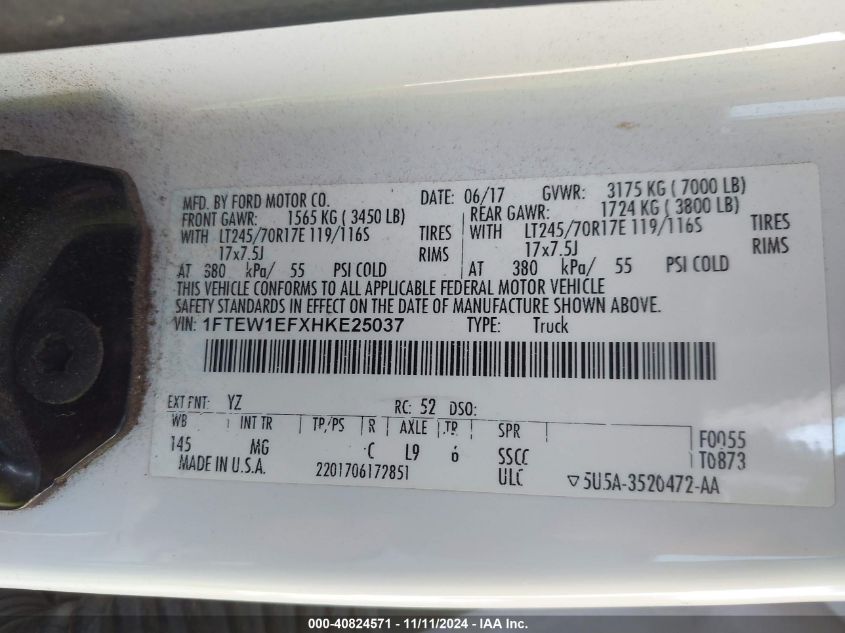 MFD. BY FORD MOTOR CO. DATE: 06/17 GVWR: 3175 KG ( 7000 LB)
FRONT GAWR: 1565 KG ( 3450 LB) REAR GAWR: 1724 KG ( 3800 LB)
WITH LT245/70R17E 119/116S TIRES WITH LT245/70R17E 119/116S TIRES
17x7.5J RIMS 17x7.5J RIMS
AT 380 kPa/ 55 PSI COLD AT 380 kPa/ 55 PSI COLD
THIS VEHICLE CONFORMS TO ALL APPLICABLE FEDERAL MOTOR VEHICLE
SAFETY STANDARDS IN EFFECT ON THE DATE OF MANUFACTURE SHOWN ABOVE.
VIN: 1FTEW1EFXHKE25037 TYPE: Truck
EXT PNT: YZ RC: 52 DSO:
WB INT TR TP/PS R AXLE TR SPR F0055
145 MG C L9 6 SSCC T0873
MADE IN U.S.A. 2201706172851 ULC ▽5U5A-3520472-AA
000-40824571 - 11/11/2024 - IAA Inc.